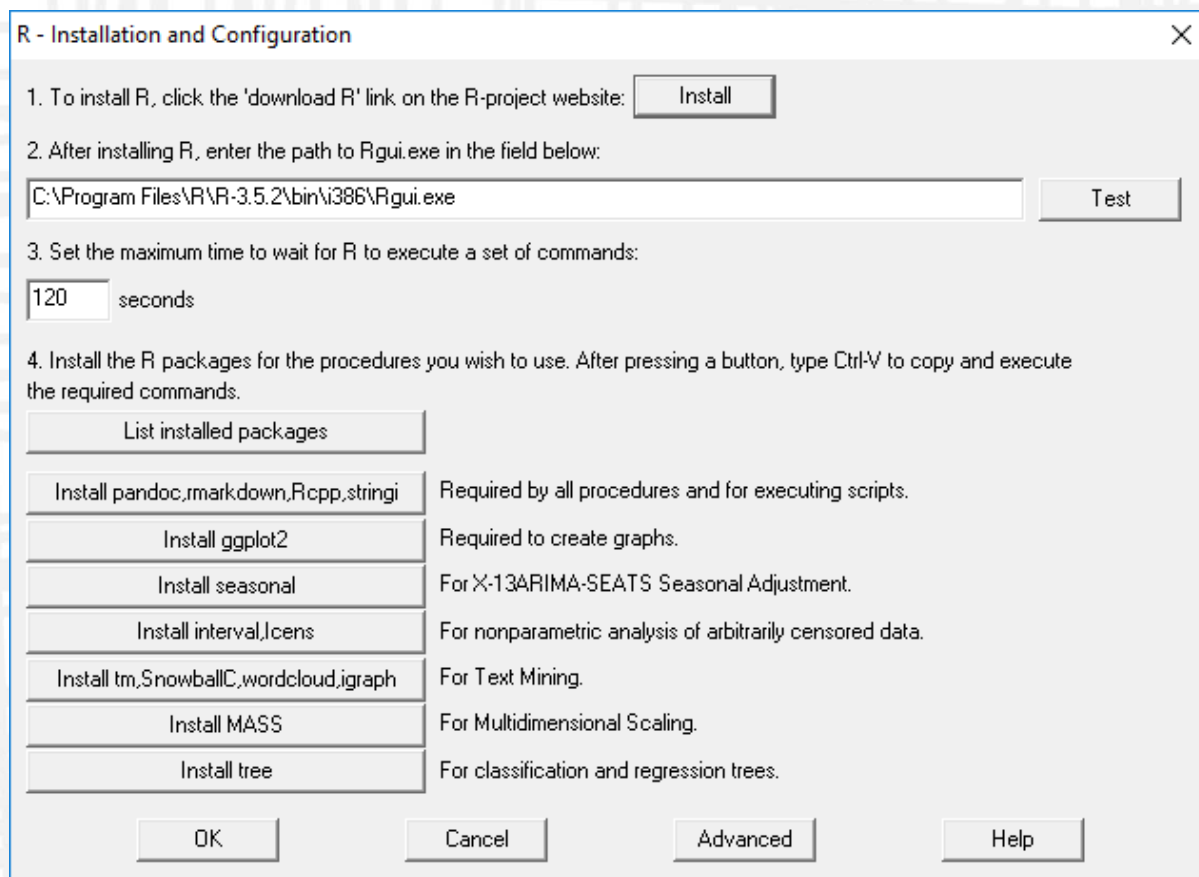 R - Installation and Configuration
1. To install R, click the 'download R' link on the R-project website: Install
2. After installing R, enter the path to Rgui.exe in the field below:
C:\Program Files\R\R-3.5.2\bin\i386\Rgui.exe Test
3. Set the maximum time to wait for R to execute a set of commands:
120 seconds
4. Install the R packages for the procedures you wish to use. After pressing a button, type Ctrl-V to copy and execute
the required commands.
List installed packages
Install pandoc,rmarkdown,Rcpp,stringi Required by all procedures and for executing scripts.
Install ggplot2 Required to create graphs.
Install seasonal For X-13ARIMA-SEATS Seasonal Adjustment.
Install interval,Icens For nonparametric analysis of arbitrarily censored data.
Install tm,SnowballC,wordcloud,igraph For Text Mining.
Install MASS For Multidimensional Scaling.
Install tree For classification and regression trees.
OK Cancel Advanced Help